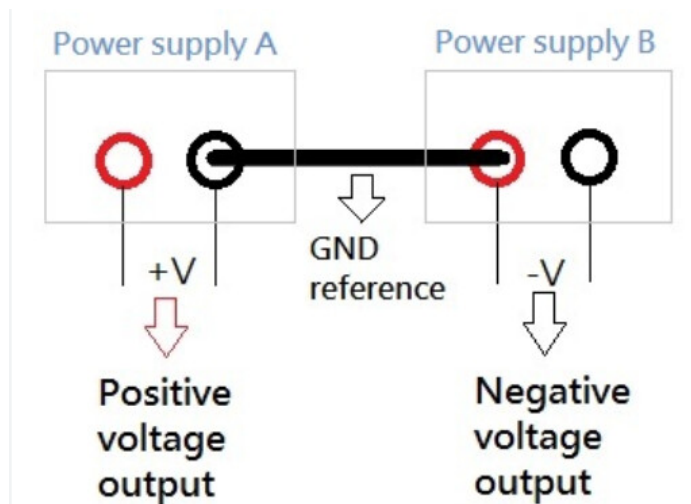 Power supply A
Power supply B
GND
reference
+V
-V
Positive
voltage
output
Negative
voltage
output